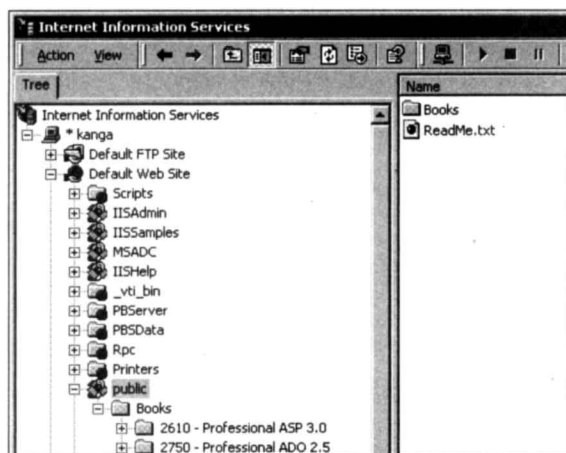 Internet Information Services
Action View
Tree
Name
Internet Information Services
* kanga
Default FTP Site
Default Web Site
Scripts
IISAdmin
IISSamples
MSADC
IISHelp
_vti_bin
PBServer
PBSData
Rpc
Printers
public
Books
2610 - Professional ASP 3.0
2750 - Professional ADO 2.5
Books
ReadMe.txt